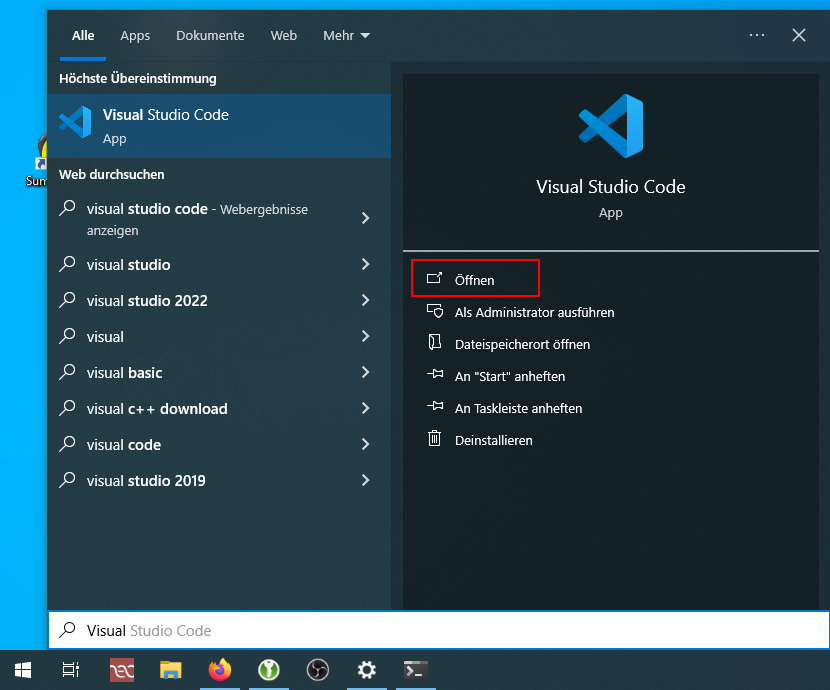 Alle Apps Dokumente Web Mehr
Höchste Übereinstimmung
Visual Studio Code
App
Web durchsuchen
visual studio code - Webergebnisse
anzeigen
visual studio
visual studio 2022
visual
visual basic
visual c++ download
visual code
visual studio 2019
Visual Studio Code
App
Öffnen
Als Administrator ausführen
Dateispeicherort öffnen
An "Start" anheften
An Taskleiste anheften
Deinstallieren
Sum
Visual Studio Code